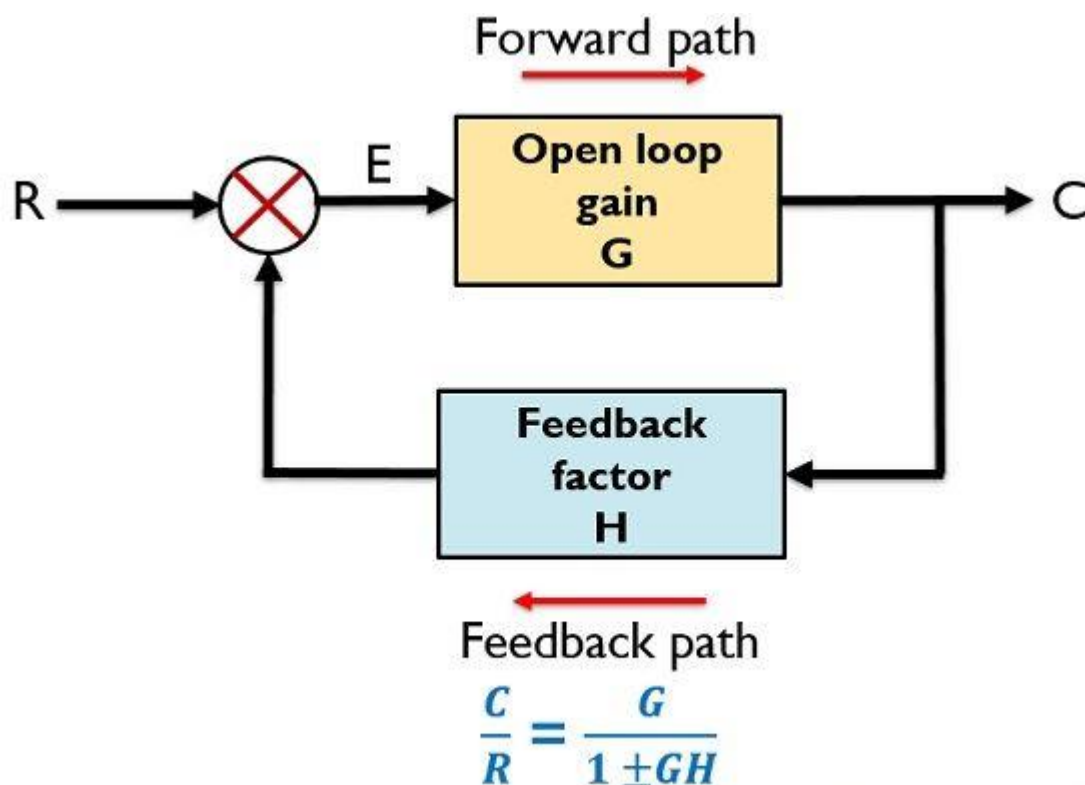 Forward path
R
E
Open loop
gain
G
C
Feedback
factor
H
Feedback path
C/R = G/(1 ±GH)